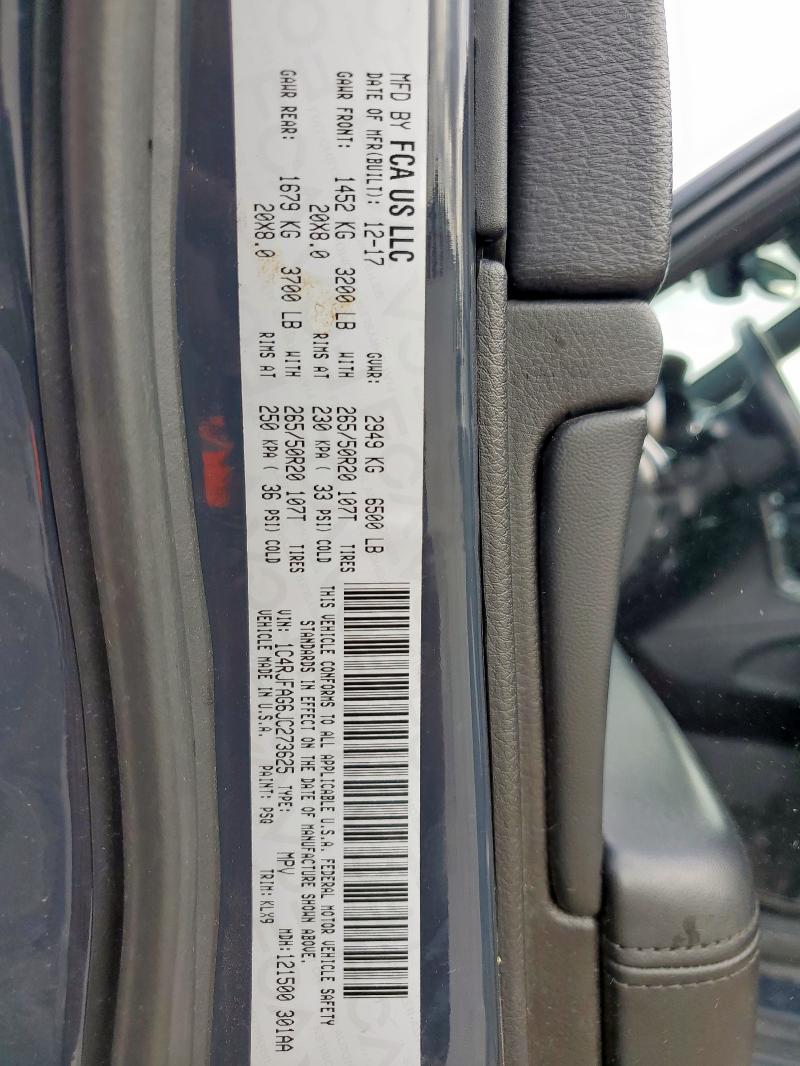 MFD BY FCA US LLC
DATE OF MFR(BUILT): 12-17 GVWR: 2949 KG 6500 LB
GAWR FRONT: 1452 KG 3200 LB WITH 265/50R20 107T TIRES
20X8.0 RIMS AT 230 KPA ( 33 PSI) COLD
GAWR REAR: 1679 KG 3700 LB WITH 265/50R20 107T TIRES
20X8.0 RIMS AT 250 KPA ( 36 PSI) COLD
THIS VEHICLE CONFORMS TO ALL APPLICABLE U.S.A. FEDERAL MOTOR VEHICLE SAFETY
STANDARDS IN EFFECT ON THE DATE OF MANUFACTURE SHOWN ABOVE.
VIN: 1C4RJFAG6JC273625 TYPE: MPV MDH:121500 301AA
VEHICLE MADE IN U.S.A. PAINT: PSQ TRIM: KLX9